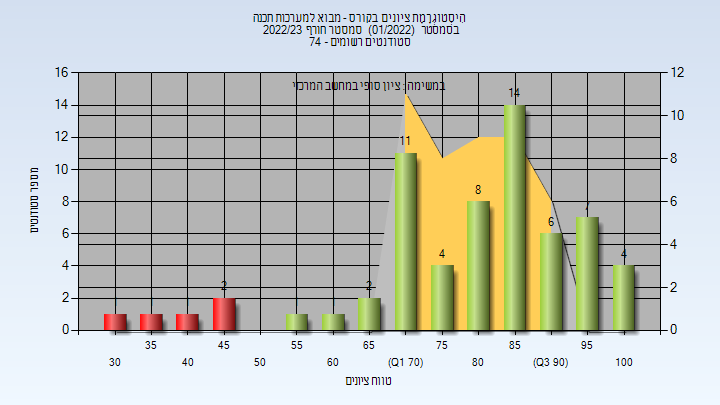 היסטוגרמת ציונים בקורס - מבוא למערכות תכנה
בסמסטר (01/2022) סמסטר חורף 2022/23
סטודנטים רשומים - 74
במשימה : ציון סופי במחשב המרכזי
מספר סטודנטים
16 14 12 10 8 6 4 2 0
2 2 11 4 8 14 6 7 4
12 10 8 6 4 2 0
35 45 55 65 75 85 95
30 40 50 60 (Q1 70) 80 (Q3 90) 100
טווח ציונים